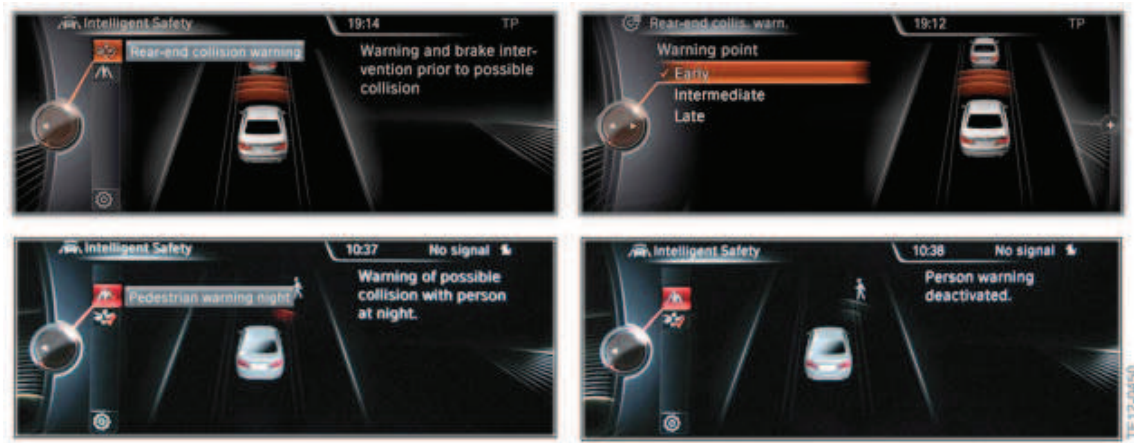 Intelligent Safety
19:14
TP
Rear-end collision warning
Warning and brake inter-
vention prior to possible
collision
Rear-end collis. warn.
19:12
TP
Warning point
✓ Early
Intermediate
Late
Intelligent Safety
10:37
No signal
Pedestrian warning night
Warning of possible
collision with person
at night.
Intelligent Safety
10:38
No signal
Person warning
deactivated.